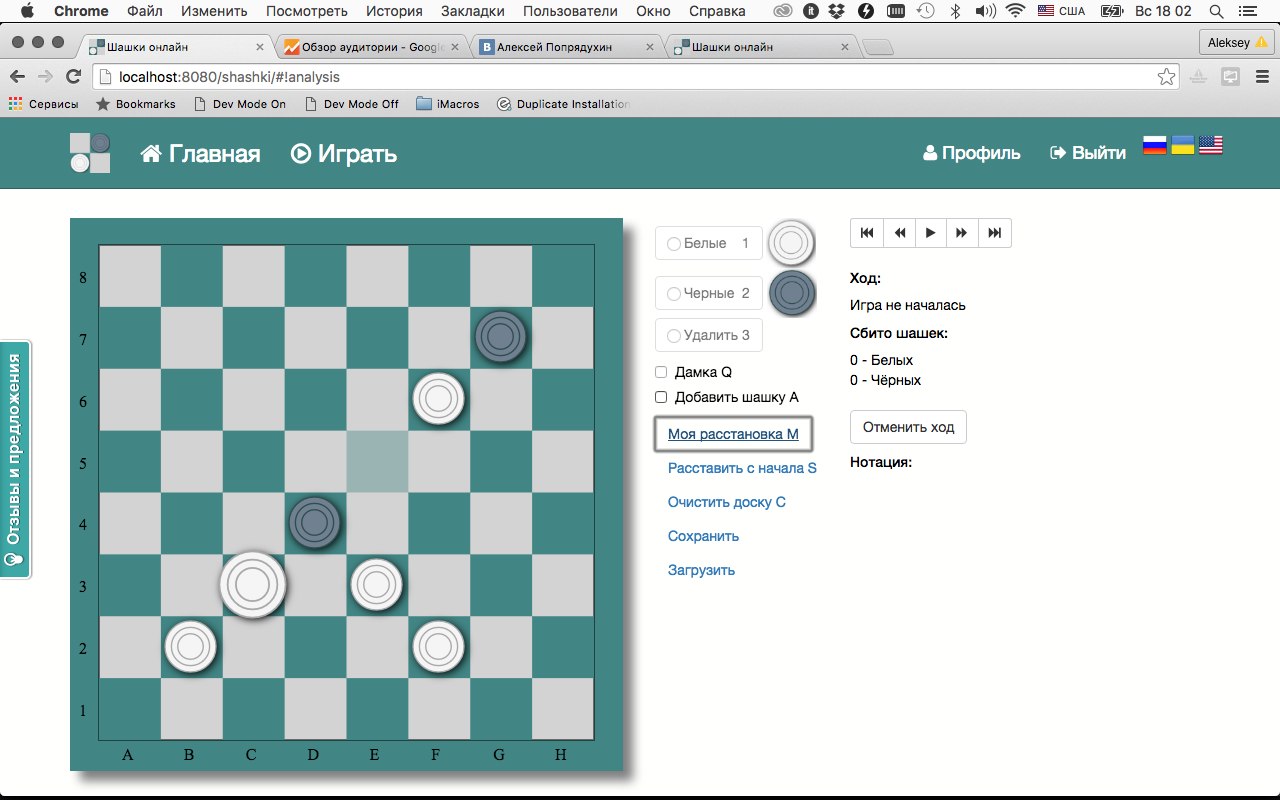 Chrome Файл Изменить Посмотреть История Закладки Пользователи Окно Справка США Вс 18 02
Шашки онлайн Обзор аудитории - Google В Алексей Попрядухин Шашки онлайн Aleksey
localhost:8080/shashki/#!analysis
Сервисы Bookmarks Dev Mode On Dev Mode Off iMacros Duplicate Installation
Главная Играть Профиль Выйти
Отзывы и предложения
8
7
6
5
4
3
2
1
A B C D E F G H
Белые 1
Черные 2
Удалить 3
Дамка Q
Добавить шашку A
Моя расстановка M
Расставить с начала S
Очистить доску C
Сохранить
Загрузить
Ход:
Игра не началась
Сбито шашек:
0 - Белых
0 - Чёрных
Отменить ход
Нотация: